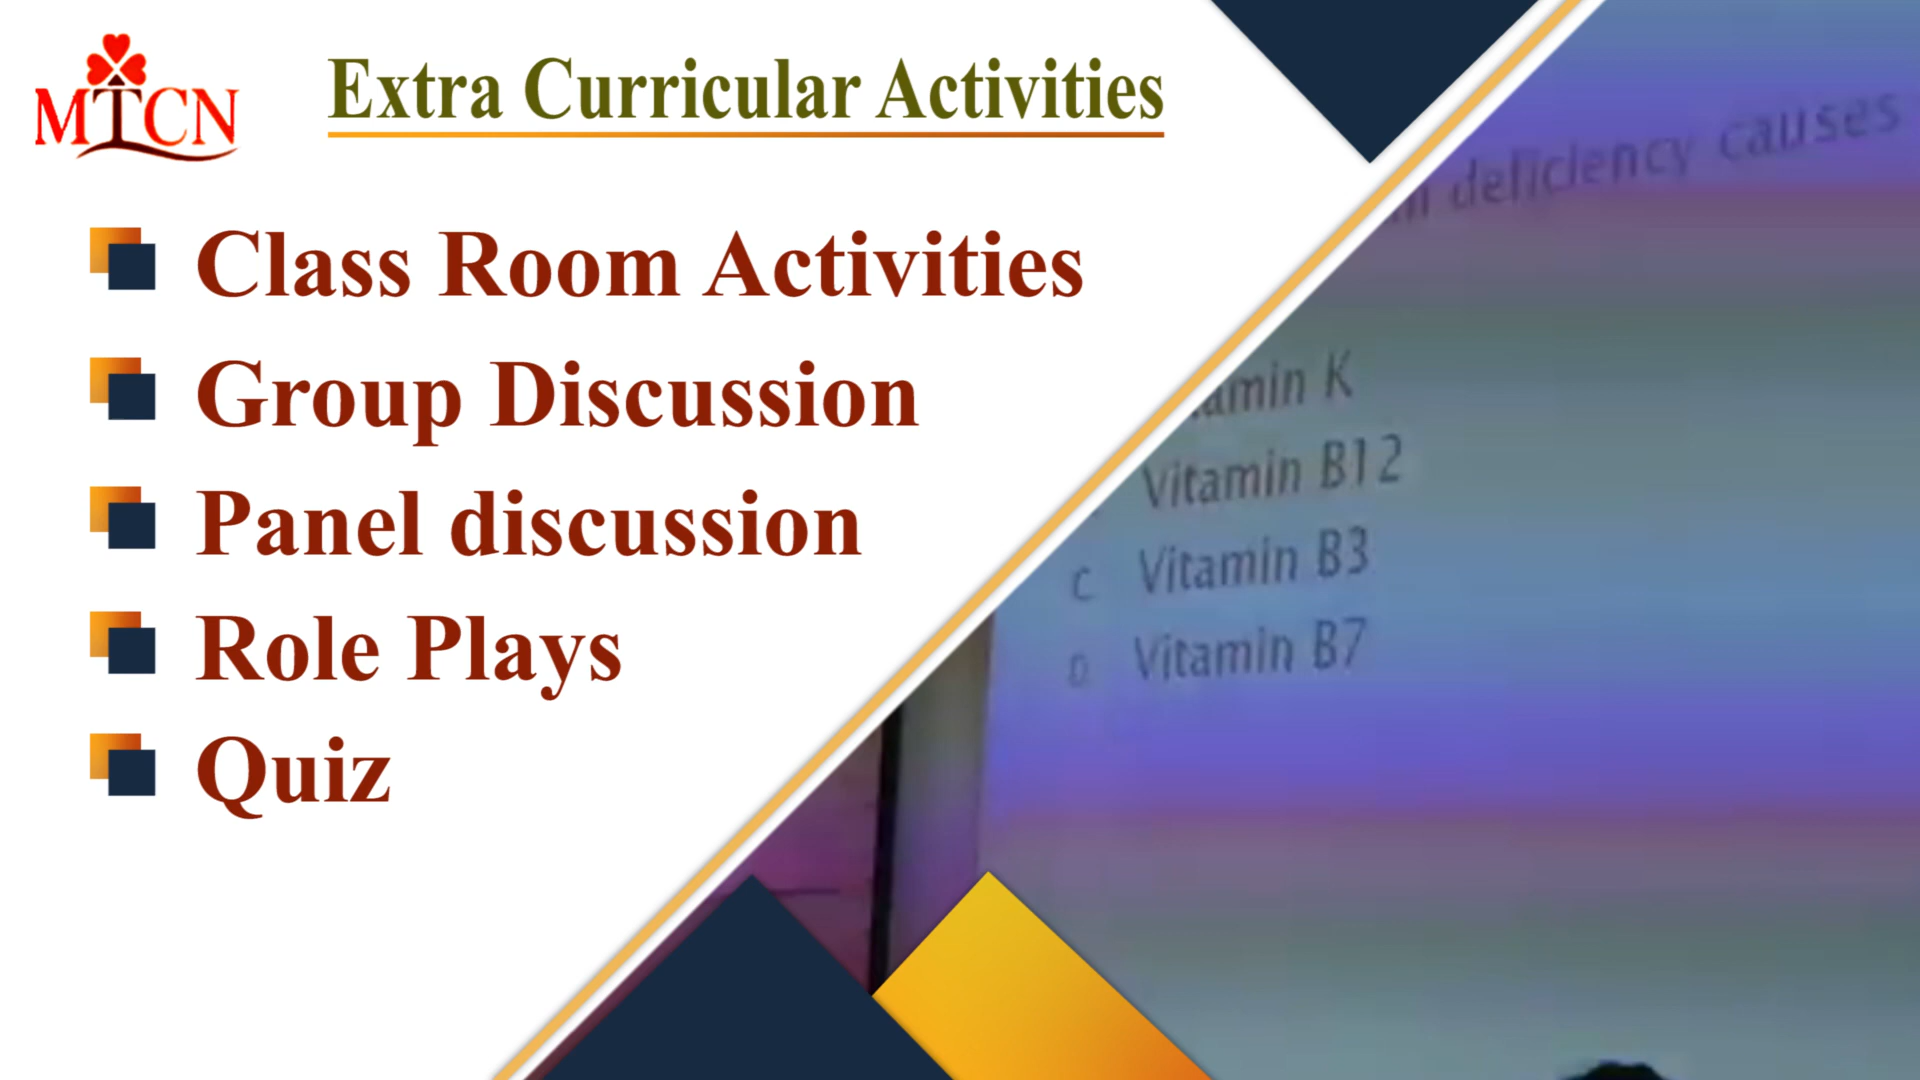 MTCN
Extra Curricular Activities
Class Room Activities
Group Discussion
Panel discussion
Role Plays
Quiz
deficiency causes
K
Vitamin B12
C. Vitamin B3
D. Vitamin B7